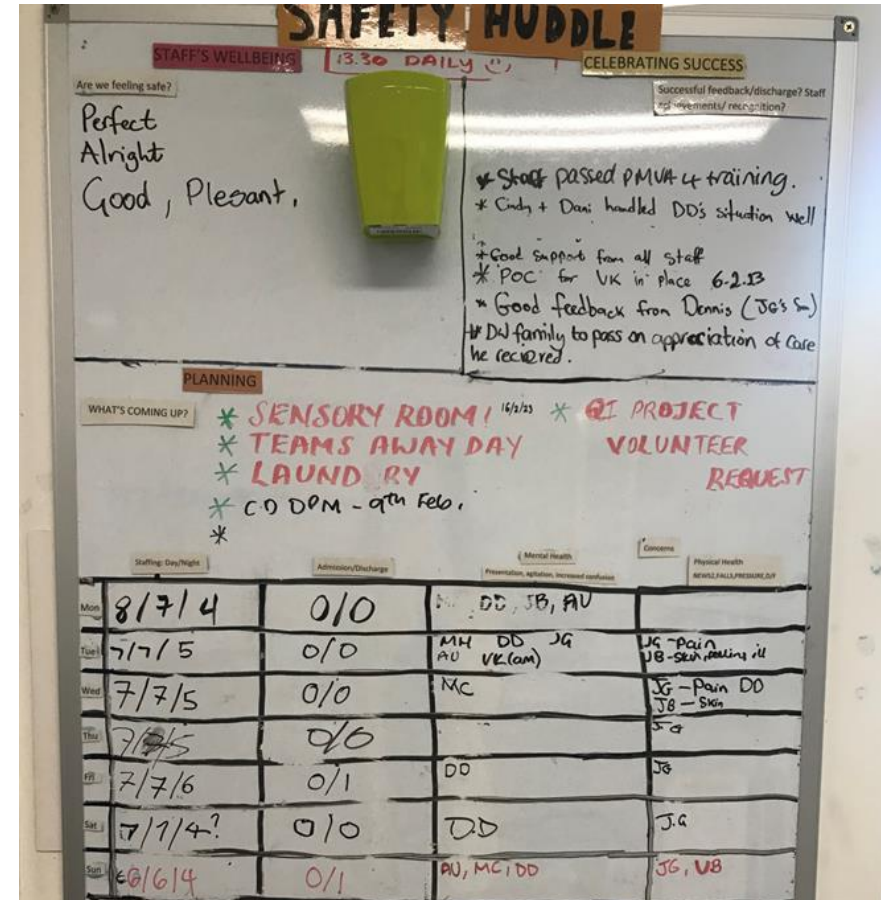 SAFETY HUDDLE
STAFF'S WELLBEING
13.30 DAILY
CELEBRATING SUCCESS
Are we feeling safe?
Successful feedback/discharge? Staff
achievements/ recognition?
Perfect
Alright
Good, Plesant,
* Staff passed PMVA 4 training.
* Cindy + Dani handled DD's situation well
* Good Support from all staff
* POC for VK in place 6-2.23
* Good feedback from Dennis (JG's Son)
* DW family to pass on appreciation of care
he recieved.
PLANNING
WHAT'S COMING UP?
* SENSORY ROOM! 16/2/23
* TEAMS AWAY DAY
* LAUNDRY
* CD DPM - 9th Feb.
*
* QI PROJECT
VOLUNTEER
REQUEST
Staffing: Day/Night
Admission/Discharge
Mental Health
Presentation, agitation, increased confusion
Concerns
Physical Health
NEWS2,FALLS,PRESSURE,D/F
Mon 8/7/4 0/0 DD, JB, AU
Tue 7/7/5 0/0 MH DD JG AU VK(am) JG - Pain JB - Skin, feeling ill
Wed 7/7/5 0/0 MC JG - Pain DD JB - Skin
Thu 7/ /5 0/0 JG
Fri 7/7/6 0/1 DD JG
Sat 7/7/4? 0/0 D.D J.G
Sun 6/6/4 0/1 AU, MC, DD JG, VB